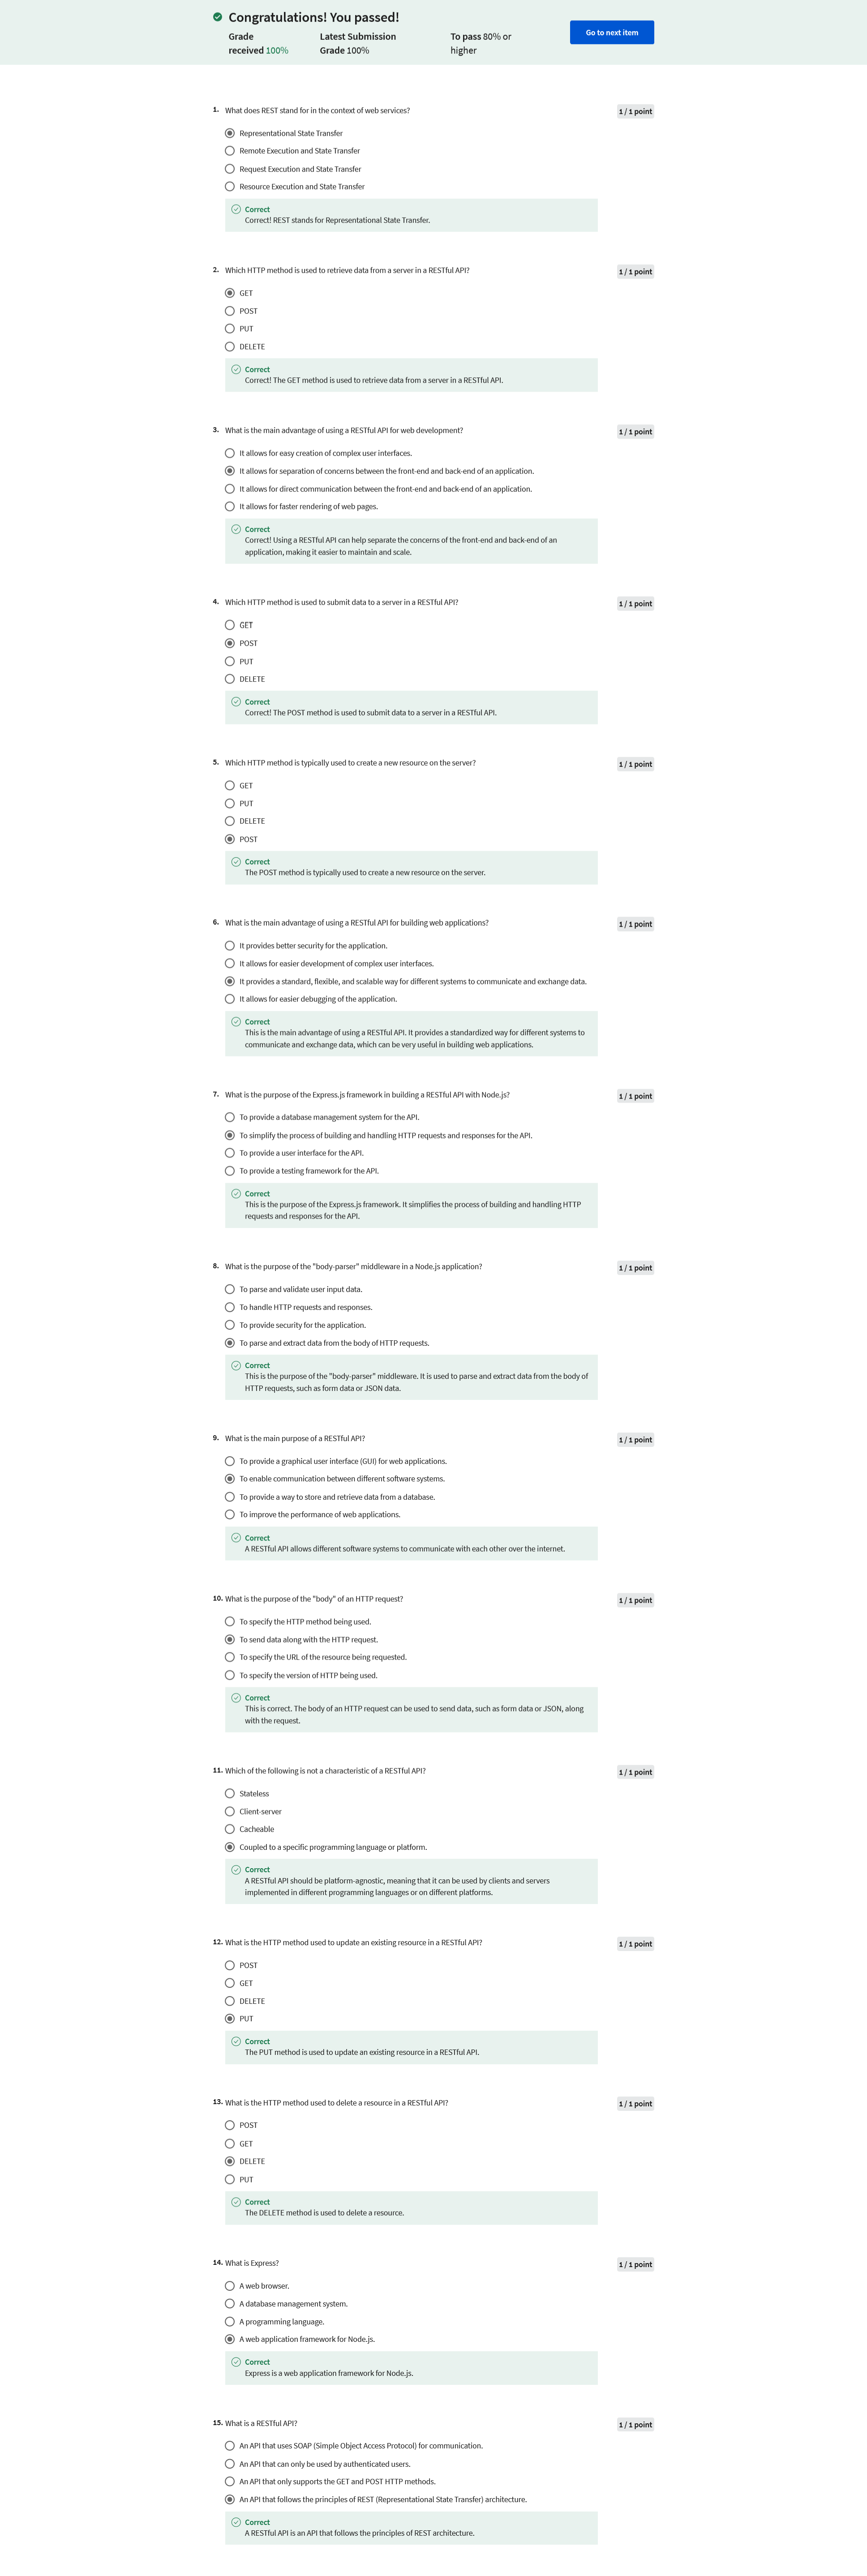 Congratulations! You passed!
Grade
received 100%
Latest Submission
Grade 100%
To pass 80% or
higher
Go to next item
1. What does REST stand for in the context of web services?
1 / 1 point
Representational State Transfer
Remote Execution and State Transfer
Request Execution and State Transfer
Resource Execution and State Transfer
Correct
Correct! REST stands for Representational State Transfer.
2. Which HTTP method is used to retrieve data from a server in a RESTful API?
1 / 1 point
GET
POST
PUT
DELETE
Correct
Correct! The GET method is used to retrieve data from a server in a RESTful API.
3. What is the main advantage of using a RESTful API for web development?
1 / 1 point
It allows for easy creation of complex user interfaces.
It allows for separation of concerns between the front-end and back-end of an application.
It allows for direct communication between the front-end and back-end of an application.
It allows for faster rendering of web pages.
Correct
Correct! Using a RESTful API can help separate the concerns of the front-end and back-end of an
application, making it easier to maintain and scale.
4. Which HTTP method is used to submit data to a server in a RESTful API?
1 / 1 point
GET
POST
PUT
DELETE
Correct
Correct! The POST method is used to submit data to a server in a RESTful API.
5. Which HTTP method is typically used to create a new resource on the server?
1 / 1 point
GET
PUT
DELETE
POST
Correct
The POST method is typically used to create a new resource on the server.
6. What is the main advantage of using a RESTful API for building web applications?
1 / 1 point
It provides better security for the application.
It allows for easier development of complex user interfaces.
It provides a standard, flexible, and scalable way for different systems to communicate and exchange data.
It allows for easier debugging of the application.
Correct
This is the main advantage of using a RESTful API. It provides a standardized way for different systems to
communicate and exchange data, which can be very useful in building web applications.
7. What is the purpose of the Express.js framework in building a RESTful API with Node.js?
1 / 1 point
To provide a database management system for the API.
To simplify the process of building and handling HTTP requests and responses for the API.
To provide a user interface for the API.
To provide a testing framework for the API.
Correct
This is the purpose of the Express.js framework. It simplifies the process of building and handling HTTP
requests and responses for the API.
8. What is the purpose of the "body-parser" middleware in a Node.js application?
1 / 1 point
To parse and validate user input data.
To handle HTTP requests and responses.
To provide security for the application.
To parse and extract data from the body of HTTP requests.
Correct
This is the purpose of the "body-parser" middleware. It is used to parse and extract data from the body of
HTTP requests, such as form data or JSON data.
9. What is the main purpose of a RESTful API?
1 / 1 point
To provide a graphical user interface (GUI) for web applications.
To enable communication between different software systems.
To provide a way to store and retrieve data from a database.
To improve the performance of web applications.
Correct
A RESTful API allows different software systems to communicate with each other over the internet.
10. What is the purpose of the "body" of an HTTP request?
1 / 1 point
To specify the HTTP method being used.
To send data along with the HTTP request.
To specify the URL of the resource being requested.
To specify the version of HTTP being used.
Correct
This is correct. The body of an HTTP request can be used to send data, such as form data or JSON, along
with the request.
11. Which of the following is not a characteristic of a RESTful API?
1 / 1 point
Stateless
Client-server
Cacheable
Coupled to a specific programming language or platform.
Correct
A RESTful API should be platform-agnostic, meaning that it can be used by clients and servers
implemented in different programming languages or on different platforms.
12. What is the HTTP method used to update an existing resource in a RESTful API?
1 / 1 point
POST
GET
DELETE
PUT
Correct
The PUT method is used to update an existing resource in a RESTful API.
13. What is the HTTP method used to delete a resource in a RESTful API?
1 / 1 point
POST
GET
DELETE
PUT
Correct
The DELETE method is used to delete a resource.
14. What is Express?
1 / 1 point
A web browser.
A database management system.
A programming language.
A web application framework for Node.js.
Correct
Express is a web application framework for Node.js.
15. What is a RESTful API?
1 / 1 point
An API that uses SOAP (Simple Object Access Protocol) for communication.
An API that can only be used by authenticated users.
An API that only supports the GET and POST HTTP methods.
An API that follows the principles of REST (Representational State Transfer) architecture.
Correct
A RESTful API is an API that follows the principles of REST architecture.